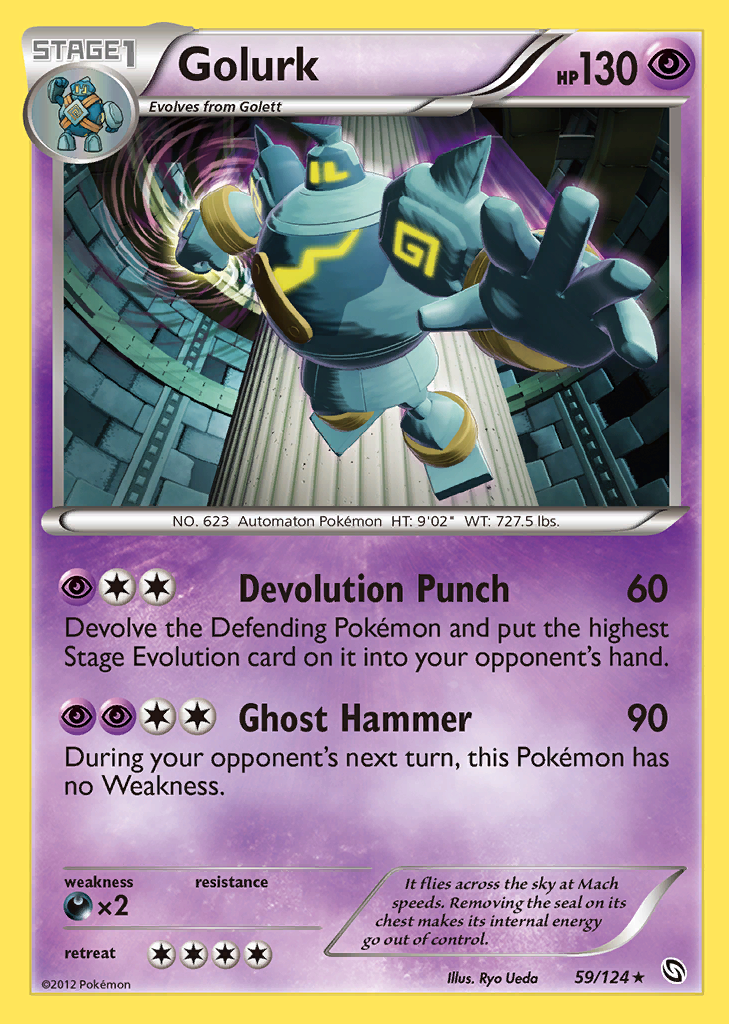 STAGE1
Golurk
HP130
Evolves from Golett
NO. 623 Automaton Pokémon HT: 9'02" WT: 727.5 lbs.
Devolution Punch 60
Devolve the Defending Pokémon and put the highest
Stage Evolution card on it into your opponent's hand.
Ghost Hammer 90
During your opponent's next turn, this Pokémon has
no Weakness.
weakness resistance
×2
retreat
It flies across the sky at Mach
speeds. Removing the seal on its
chest makes its internal energy
go out of control.
©2012 Pokémon
Illus. Ryo Ueda 59/124 ★